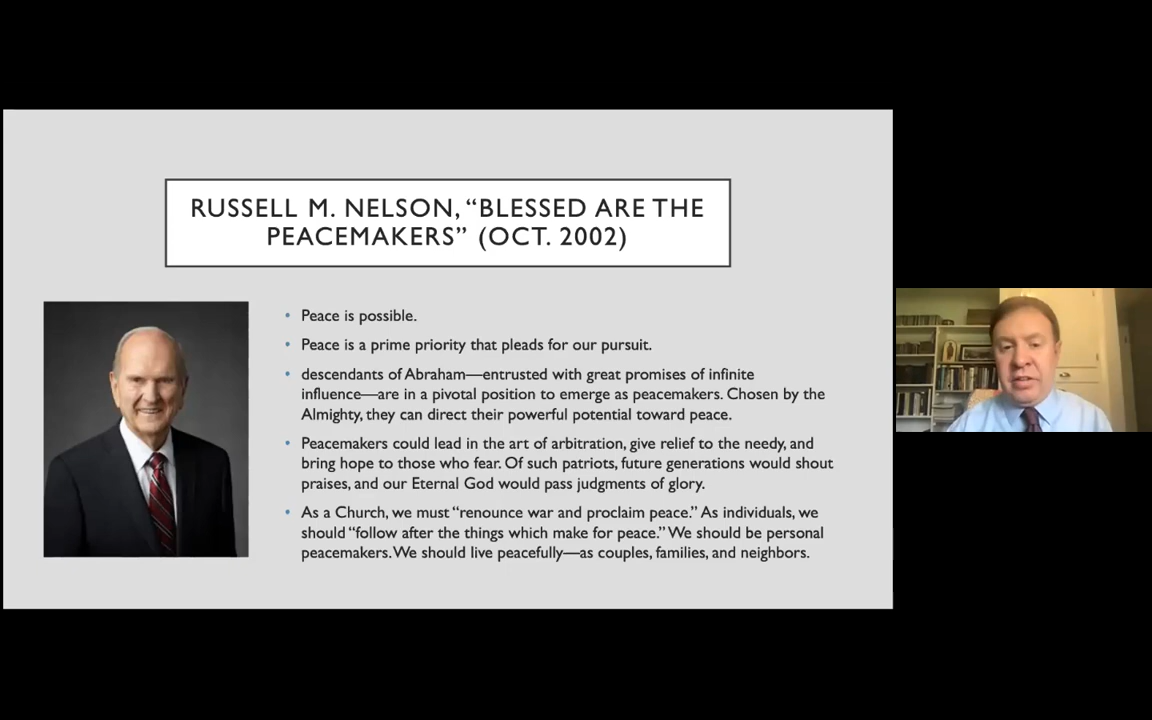 RUSSELL M. NELSON, “BLESSED ARE THE
PEACEMAKERS” (OCT. 2002)
• Peace is possible.
• Peace is a prime priority that pleads for our pursuit.
• descendants of Abraham—entrusted with great promises of infinite
influence—are in a pivotal position to emerge as peacemakers. Chosen by the
Almighty, they can direct their powerful potential toward peace.
• Peacemakers could lead in the art of arbitration, give relief to the needy, and
bring hope to those who fear. Of such patriots, future generations would shout
praises, and our Eternal God would pass judgments of glory.
• As a Church, we must “renounce war and proclaim peace.” As individuals, we
should “follow after the things which make for peace.” We should be personal
peacemakers. We should live peacefully—as couples, families, and neighbors.